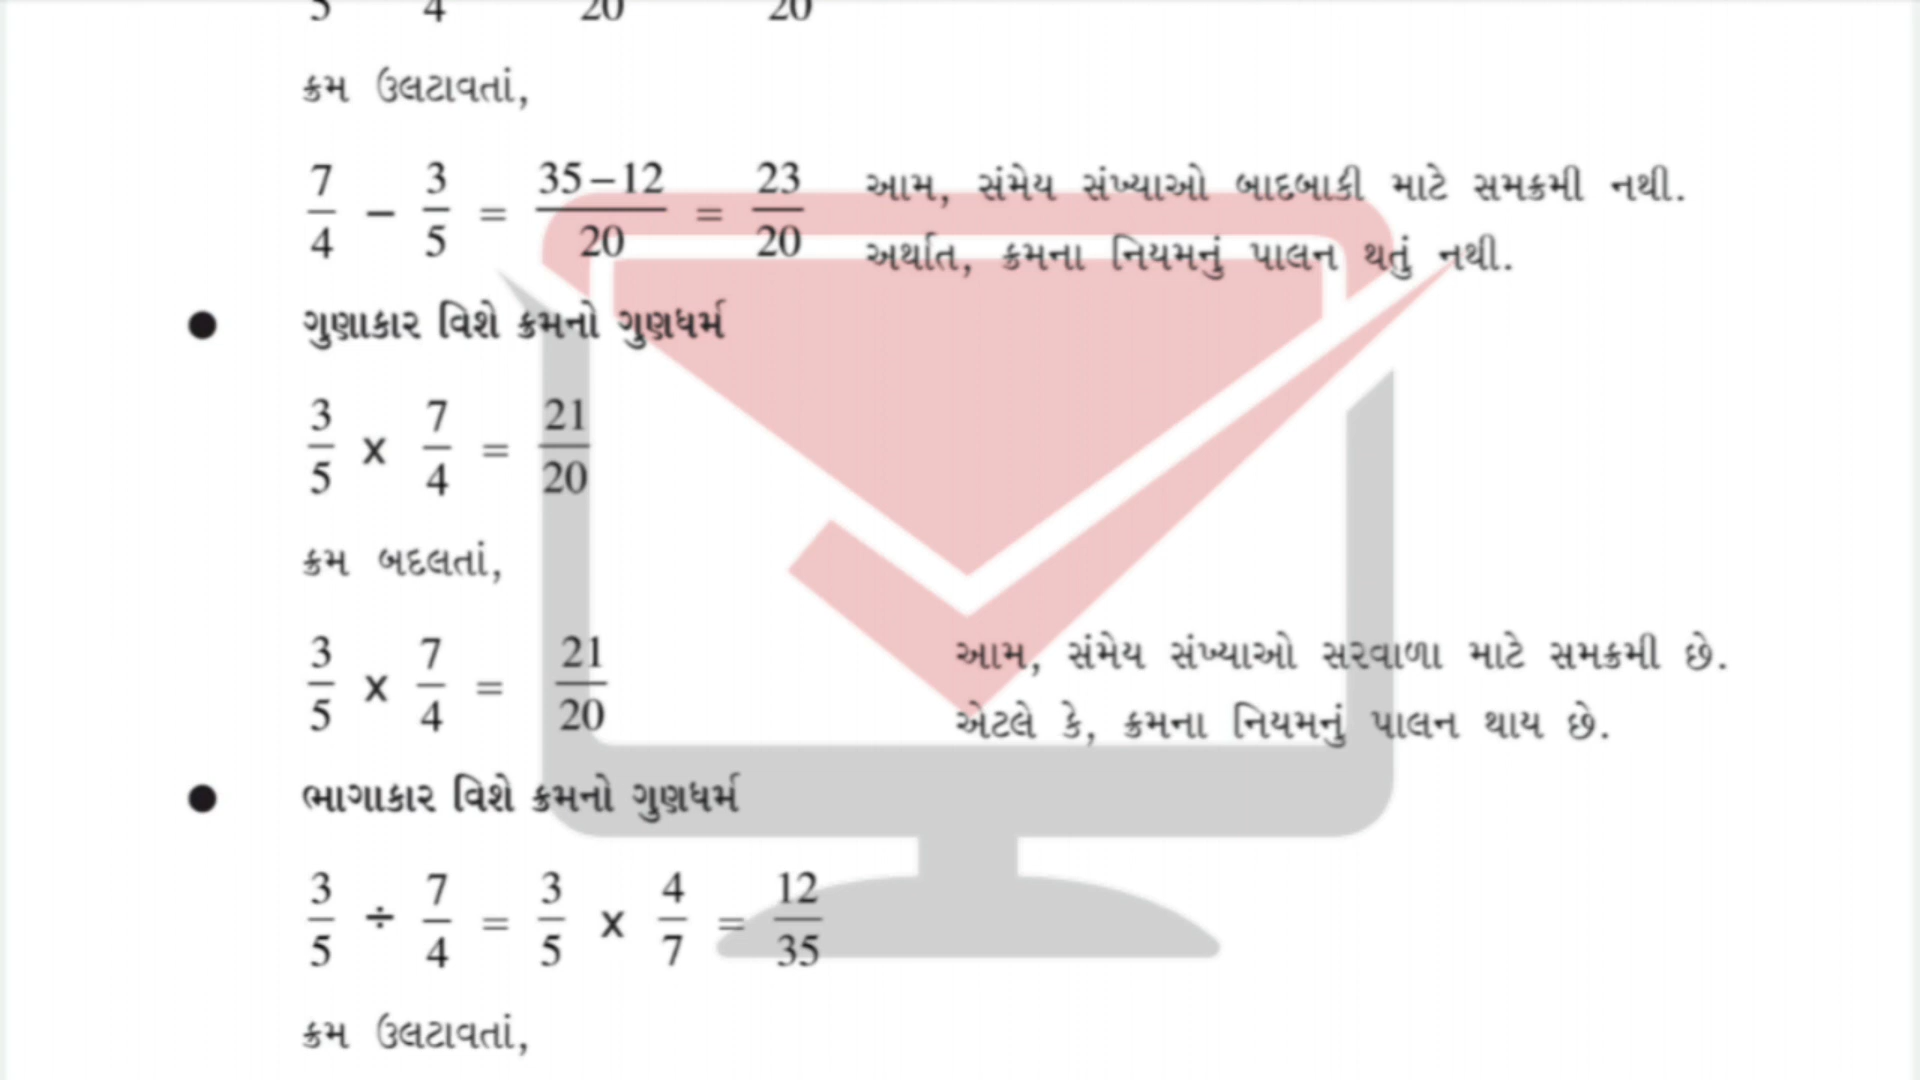 5 4 20 20
ક્રમ ઉલટાવતાં,
7/4 − 3/5 = 35−12/20 = 23/20 આમ, સંમેય સંખ્યાઓ બાદબાકી માટે સમક્રમી નથી.
અર્થાત, ક્રમના નિયમનું પાલન થતું નથી.
● ગુણાકાર વિશે ક્રમનો ગુણધર્મ
3/5 x 7/4 = 21/20
ક્રમ બદલતાં,
3/5 x 7/4 = 21/20 આમ, સંમેય સંખ્યાઓ સરવાળા માટે સમક્રમી છે.
એટલે કે, ક્રમના નિયમનું પાલન થાય છે.
● ભાગાકાર વિશે ક્રમનો ગુણધર્મ
3/5 ÷ 7/4 = 3/5 x 4/7 = 12/35
ક્રમ ઉલટાવતાં,